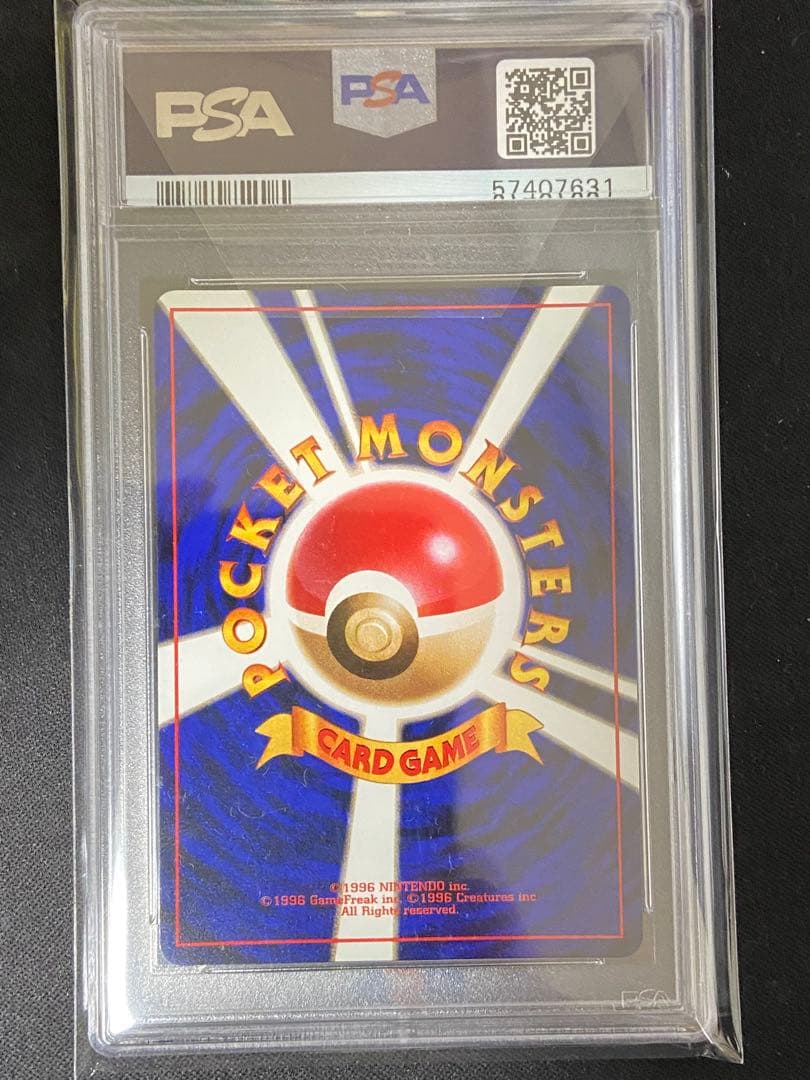 PSA
PSA
57407631
POCKET MONSTERS
CARD GAME
©1996 NINTENDO inc.
©1996 GameFreak inc. ©1996 Creatures inc
All Rights reserved.
PSA